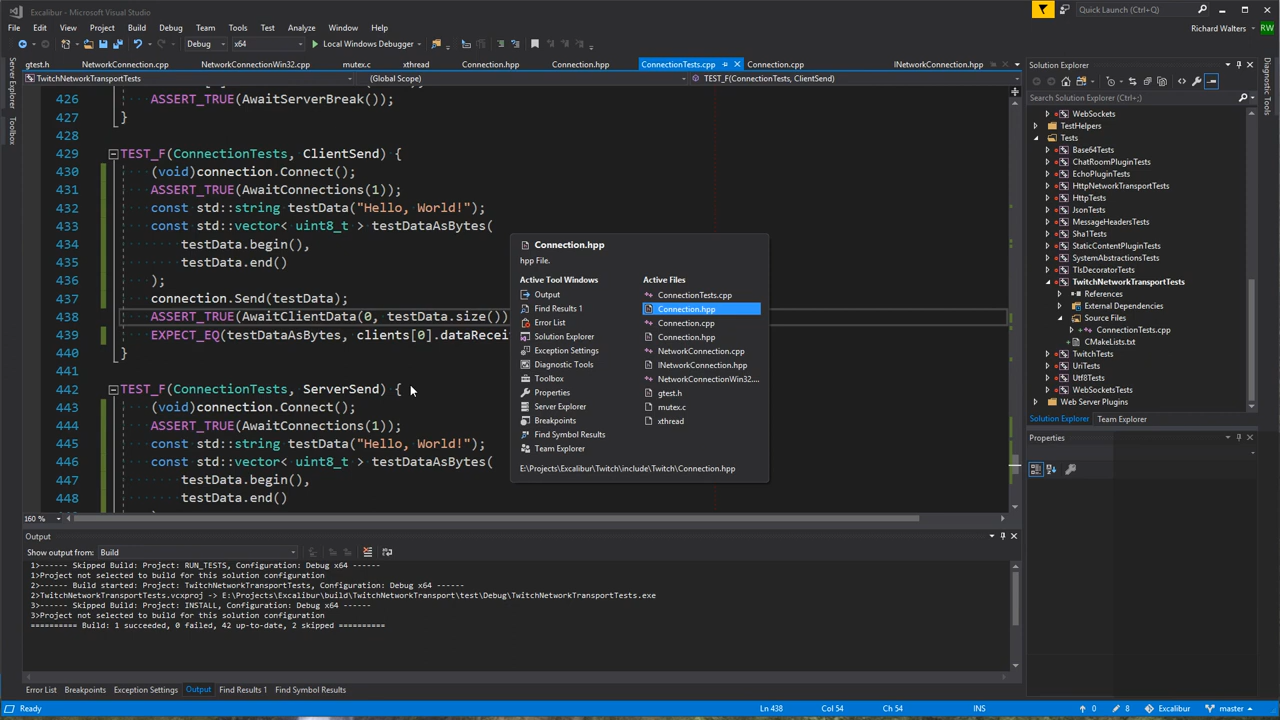 Excalibur - Microsoft Visual Studio
Quick Launch (Ctrl+Q)
File Edit View Project Build Debug Team Tools Test Analyze Window Help
Richard Walters RW
Debug x64 Local Windows Debugger
gtest.h NetworkConnection.cpp NetworkConnectionWin32.cpp mutex.c xthread Connection.hpp Connection.hpp ConnectionTests.cpp Connection.cpp INetworkConnection.hpp
TwitchNetworkTransportTests (Global Scope) TEST_F(ConnectionTests, ClientSend)
Server Explorer
Toolbox
426 ASSERT_TRUE(AwaitServerBreak());
427 }
428
429 TEST_F(ConnectionTests, ClientSend) {
430 (void)connection.Connect();
431 ASSERT_TRUE(AwaitConnections(1));
432 const std::string testData("Hello, World!");
433 const std::vector< uint8_t > testDataAsBytes(
434 testData.begin(),
435 testData.end()
436 );
437 connection.Send(testData);
438 ASSERT_TRUE(AwaitClientData(0, testData.size())
439 EXPECT_EQ(testDataAsBytes, clients[0].dataRecei
440 }
441
442 TEST_F(ConnectionTests, ServerSend) {
443 (void)connection.Connect();
444 ASSERT_TRUE(AwaitConnections(1));
445 const std::string testData("Hello, World!");
446 const std::vector< uint8_t > testDataAsBytes(
447 testData.begin(),
448 testData.end()
160 %
Connection.hpp
hpp File.
Active Tool Windows
Output
Find Results 1
Error List
Solution Explorer
Exception Settings
Diagnostic Tools
Toolbox
Properties
Server Explorer
Breakpoints
Find Symbol Results
Team Explorer
Active Files
ConnectionTests.cpp
Connection.hpp
Connection.cpp
Connection.hpp
NetworkConnection.cpp
INetworkConnection.hpp
NetworkConnectionWin32....
gtest.h
mutex.c
xthread
E:\Projects\Excalibur\Twitch\include\Twitch\Connection.hpp
Solution Explorer
Search Solution Explorer (Ctrl+;)
WebSockets
TestHelpers
Tests
Base64Tests
ChatRoomPluginTests
EchoPluginTests
HttpNetworkTransportTests
HttpTests
JsonTests
MessageHeadersTests
Sha1Tests
StaticContentPluginTests
SystemAbstractionsTests
TlsDecoratorTests
TwitchNetworkTransportTests
References
External Dependencies
Source Files
ConnectionTests.cpp
CMakeLists.txt
TwitchTests
UriTests
Utf8Tests
WebSocketsTests
Web Server Plugins
Solution Explorer Team Explorer
Properties
Diagnostic Tools
Output
Show output from: Build
1>------ Skipped Build: Project: RUN_TESTS, Configuration: Debug x64 ------
1>Project not selected to build for this solution configuration
2>------ Build started: Project: TwitchNetworkTransportTests, Configuration: Debug x64 ------
2>TwitchNetworkTransportTests.vcxproj -> E:\Projects\Excalibur\build\TwitchNetworkTransport\test\Debug\TwitchNetworkTransportTests.exe
3>------ Skipped Build: Project: INSTALL, Configuration: Debug x64 ------
3>Project not selected to build for this solution configuration
========== Build: 1 succeeded, 0 failed, 42 up-to-date, 2 skipped ==========
Error List Breakpoints Exception Settings Output Find Results 1 Find Symbol Results
Ready Ln 438 Col 54 Ch 54 INS 0 8 Excalibur master